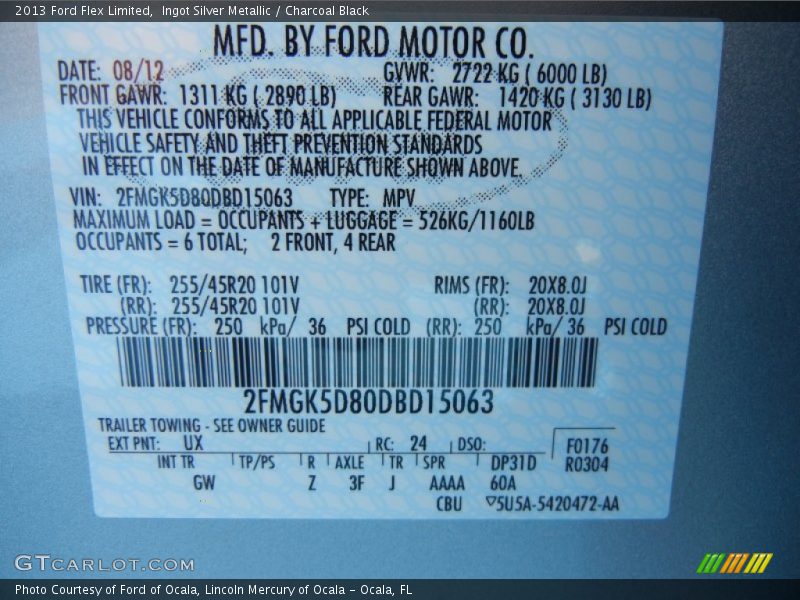 2013 Ford Flex Limited, Ingot Silver Metallic / Charcoal Black
MFD. BY FORD MOTOR CO.
DATE: 08/12 GVWR: 2722 KG ( 6000 LB)
FRONT GAWR: 1311 KG ( 2890 LB) REAR GAWR: 1420 KG ( 3130 LB)
THIS VEHICLE CONFORMS TO ALL APPLICABLE FEDERAL MOTOR
VEHICLE SAFETY AND THEFT PREVENTION STANDARDS
IN EFFECT ON THE DATE OF MANUFACTURE SHOWN ABOVE.
VIN: 2FMGK5D80DBD15063 TYPE: MPV
MAXIMUM LOAD = OCCUPANTS + LUGGAGE = 526KG/1160LB
OCCUPANTS = 6 TOTAL; 2 FRONT, 4 REAR
TIRE (FR): 255/45R20 101V RIMS (FR): 20X8.0J
(RR): 255/45R20 101V (RR): 20X8.0J
PRESSURE (FR): 250 kPa/ 36 PSI COLD (RR): 250 kPa/ 36 PSI COLD
2FMGK5D80DBD15063
TRAILER TOWING - SEE OWNER GUIDE
EXT PNT: UX RC: 24 DSO: F0176
INT TR TP/PS R AXLE TR SPR DP31D R0304
GW Z 3F J AAAA 60A
CBU ▽5U5A-5420472-AA
GTCARLOT.COM
Photo Courtesy of Ford of Ocala, Lincoln Mercury of Ocala - Ocala, FL